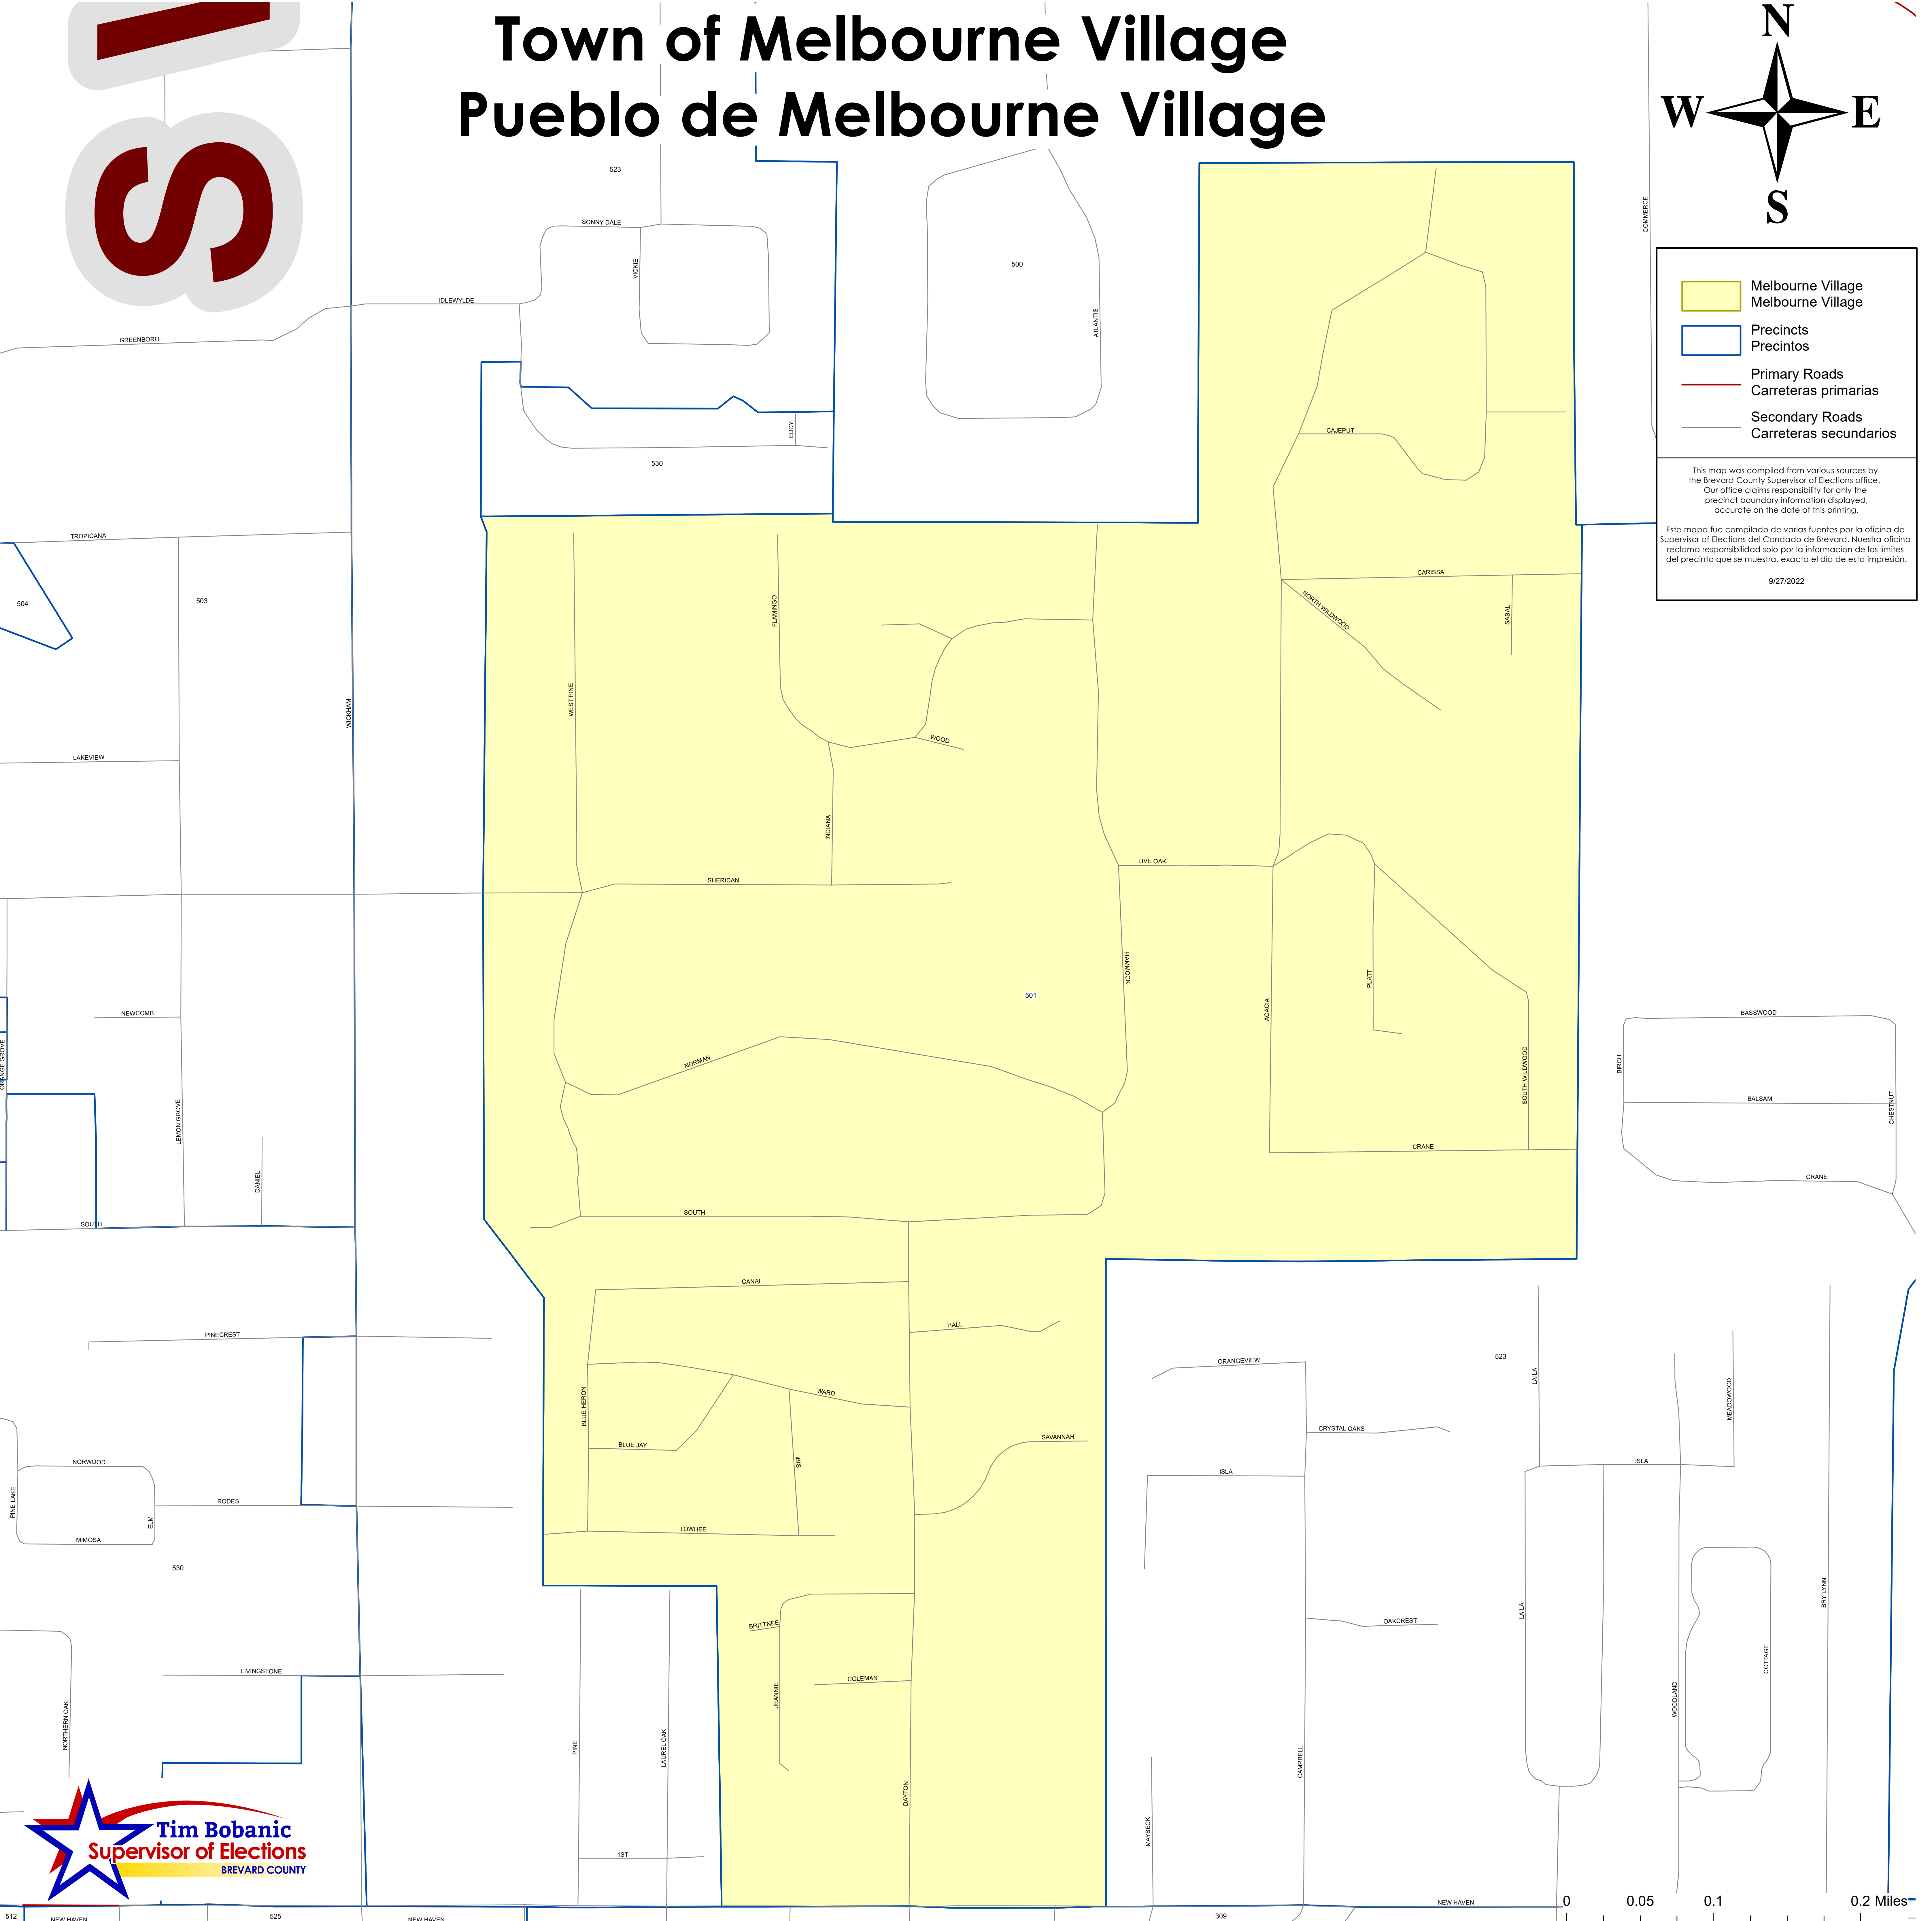 Town of Melbourne Village
Pueblo de Melbourne Village
N
W
E
S
S
523
SONNY DALE
VICKIE
500
ATLANTIS
COMMERCE
IDLEWYLDE
GREENBORO
EDDY
530
CAJEPUT
Melbourne Village
Melbourne Village
Precincts
Precintos
Primary Roads
Carreteras primarias
Secondary Roads
Carreteras secundarios
This map was compiled from various sources by
the Brevard County Supervisor of Elections office.
Our office claims responsibility for only the
precinct boundary information displayed,
accurate on the date of this printing.
Este mapa fue compilado de varias fuentes por la oficina de
Supervisor of Elections del Condado de Brevard. Nuestra oficina
reclama responsibilidad solo por la informacíon de los límites
del precinto que se muestra, exacta el día de esta impresión.
9/27/2022
TROPICANA
504
503
WICKHAM
LAKEVIEW
WEST PINE
FLAMINGO
WOOD
INDIANA
CARISSA
NORTH WILDWOOD
SABAL
LIVE OAK
SHERIDAN
HAMMOCK
501
ACACIA
PLATT
SOUTH WILDWOOD
NEWCOMB
ORANGE GROVE
LEMON GROVE
DANIEL
NORMAN
CRANE
BASSWOOD
BIRCH
BALSAM
CHESTNUT
CRANE
SOUTH
SOUTH
CANAL
HALL
PINECREST
BLUE HERON
WARD
BLUE JAY
IBIS
SAVANNAH
TOWHEE
ORANGEVIEW
523
CRYSTAL OAKS
ISLA
LAILA
MEADOWOOD
ISLA
NORWOOD
PINE LAKE
RODES
ELM
MIMOSA
530
BRITTNEE
JEANNIE
COLEMAN
OAKCREST
LAILA
WOODLAND
COTTAGE
BRY LYNN
LIVINGSTONE
NORTHERN OAK
PINE
LAUREL OAK
DAYTON
CAMPBELL
MAYBECK
1ST
Tim Bobanic
Supervisor of Elections
BREVARD COUNTY
NEW HAVEN
0 0.05 0.1 0.2 Miles
512
NEW HAVEN
525
NEW HAVEN
309